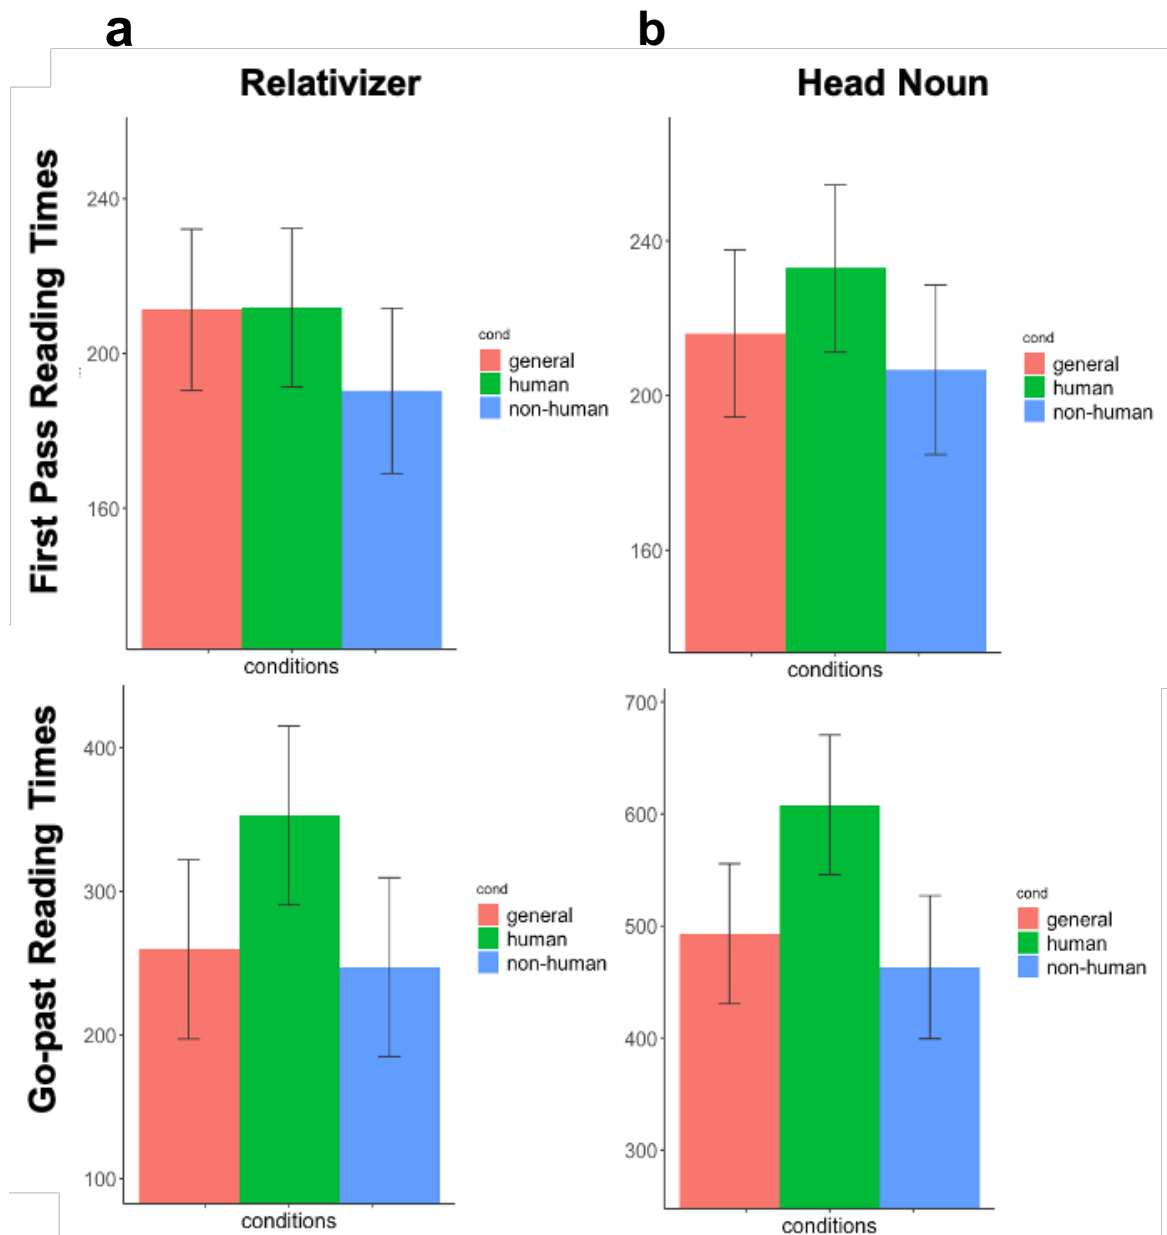 a
b
Relativizer
Head Noun
First Pass Reading Times
240
200
160
conditions
cond
general
human
non-human
240
200
160
conditions
cond
general
human
non-human
Go-past Reading Times
400
300
200
100
conditions
cond
general
human
non-human
700
600
500
400
300
conditions
cond
general
human
non-human